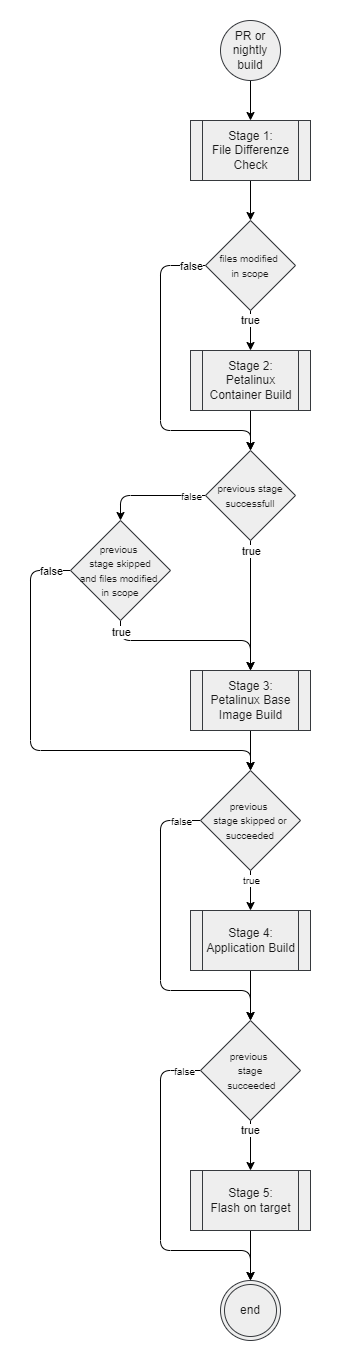 PR or
nightly
build
Stage 1:
File Differenze
Check
files modified
in scope
false
true
Stage 2:
Petalinux
Container Build
previous stage
successfull
false
true
previous
stage skipped
and files modified
in scope
false
true
Stage 3:
Petalinux Base
Image Build
previous
stage skipped or
succeeded
false
true
Stage 4:
Application Build
previous
stage
succeeded
false
true
Stage 5:
Flash on target
end